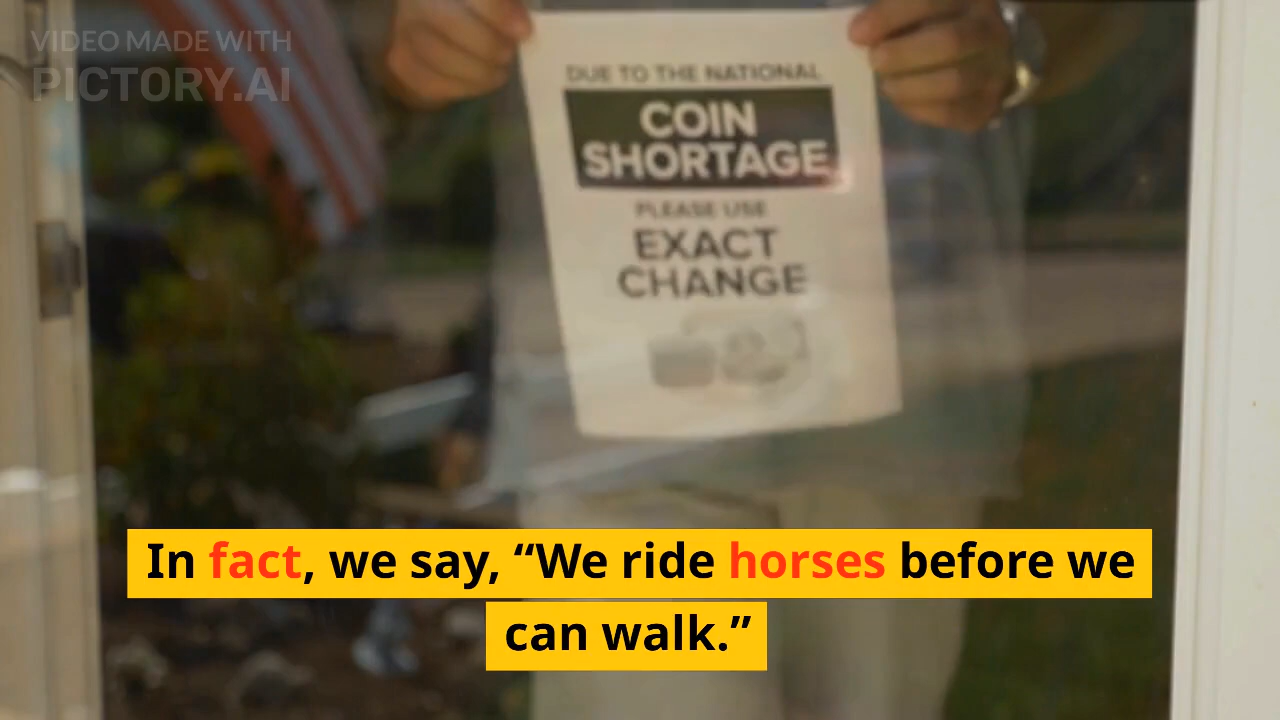 VIDEO MADE WITH
PICTORY.AI
DUE TO THE NATIONAL
COIN
SHORTAGE
PLEASE USE
EXACT
CHANGE
In fact, we say, “We ride horses before we
can walk.”